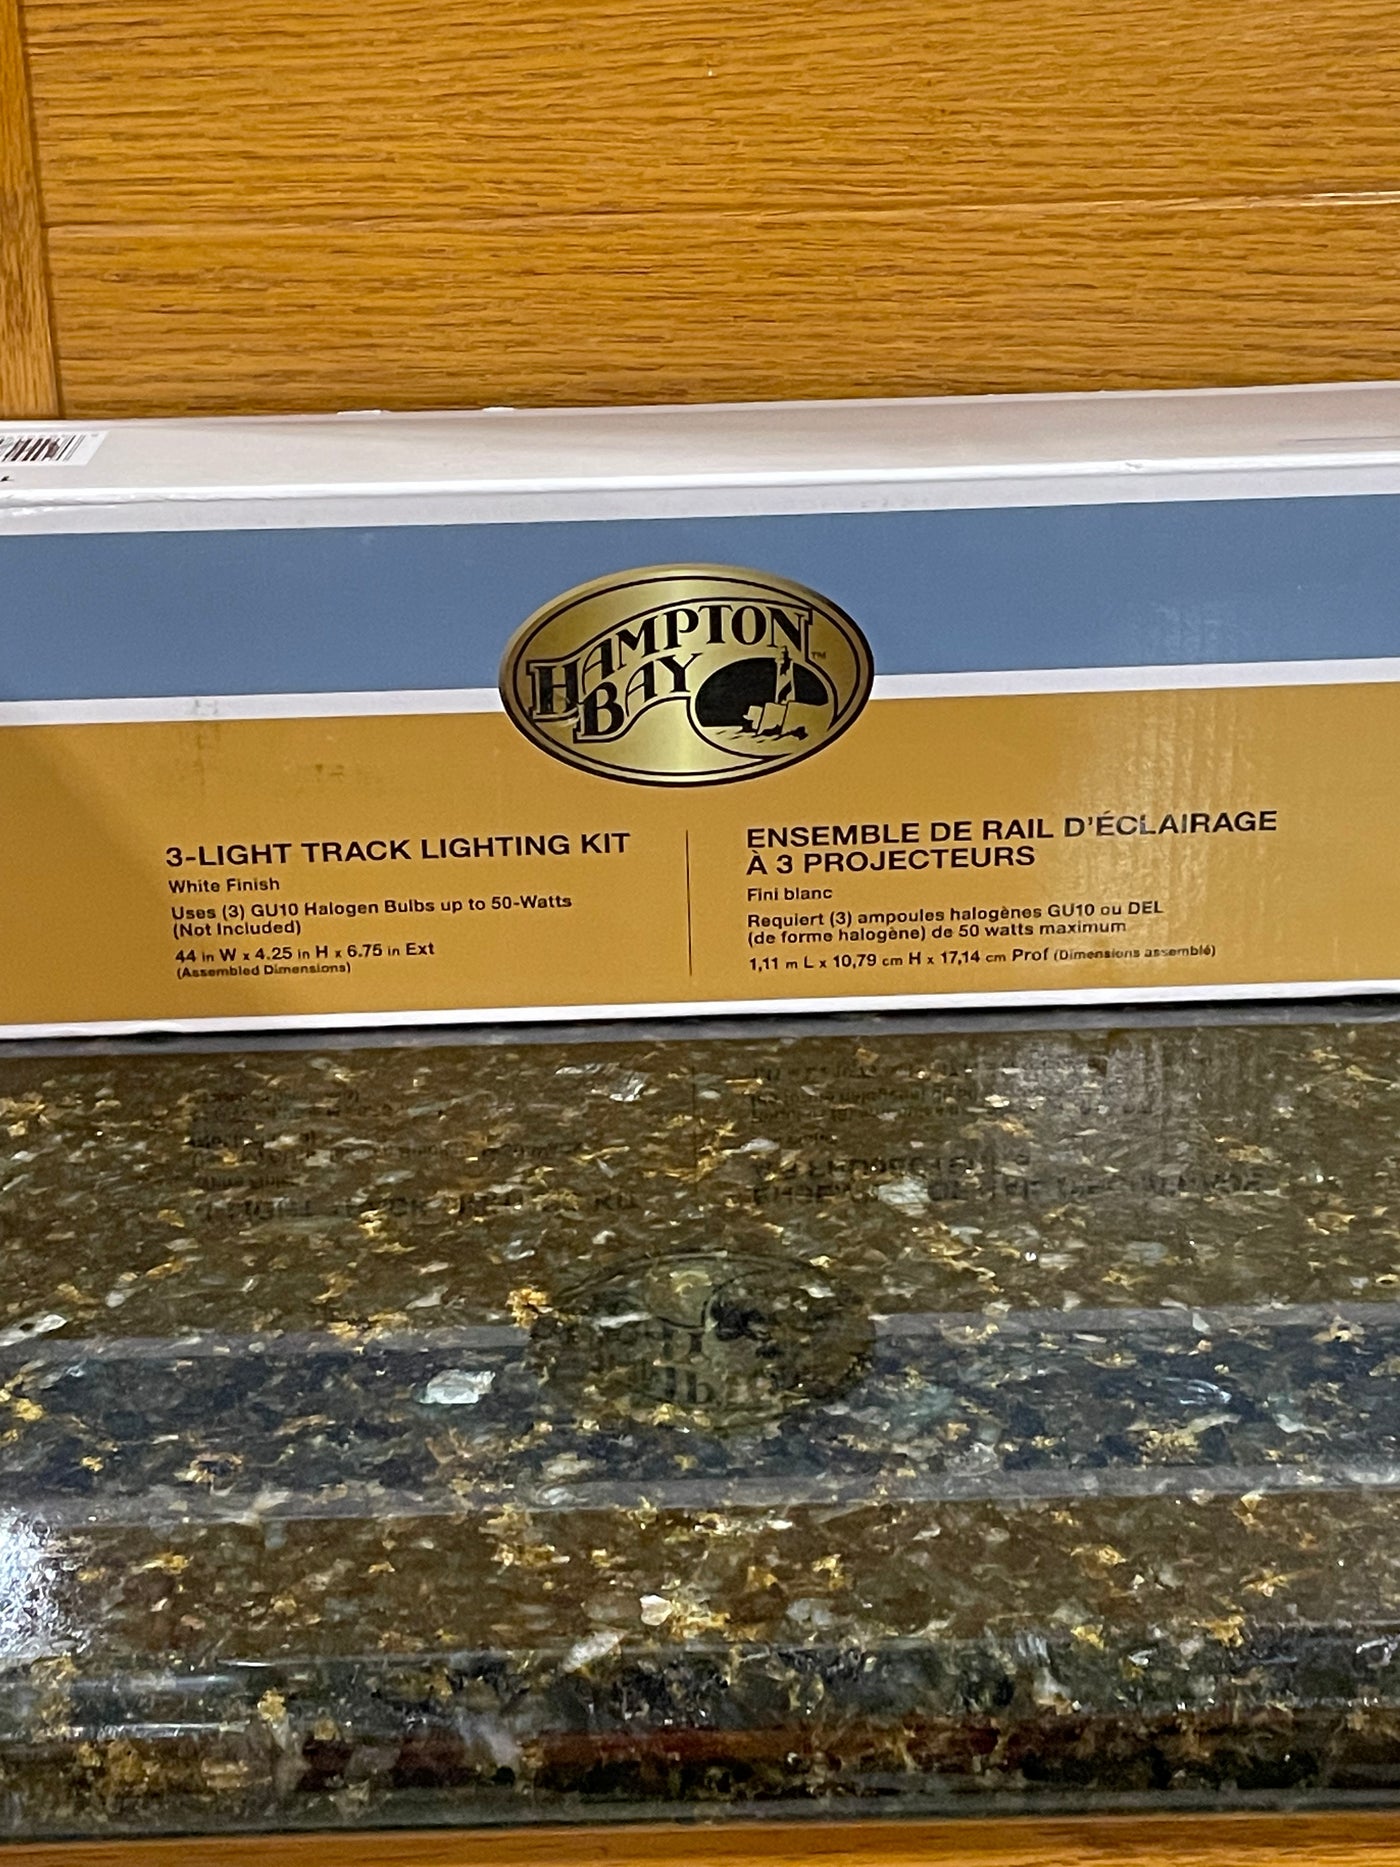 HAMPTON
BAY
™
3-LIGHT TRACK LIGHTING KIT
White Finish
Uses (3) GU10 Halogen Bulbs up to 50-Watts
(Not Included)
44 in W x 4.25 in H x 6.75 in Ext
(Assembled Dimensions)
ENSEMBLE DE RAIL D'ÉCLAIRAGE
À 3 PROJECTEURS
Fini blanc
Requiert (3) ampoules halogènes GU10 ou DEL
(de forme halogène) de 50 watts maximum
1,11 m L x 10,79 cm H x 17,14 cm Prof (Dimensions assemblé)